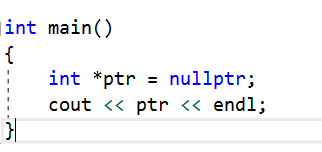 int main()
{
    int *ptr = nullptr;
    cout << ptr << endl;
}